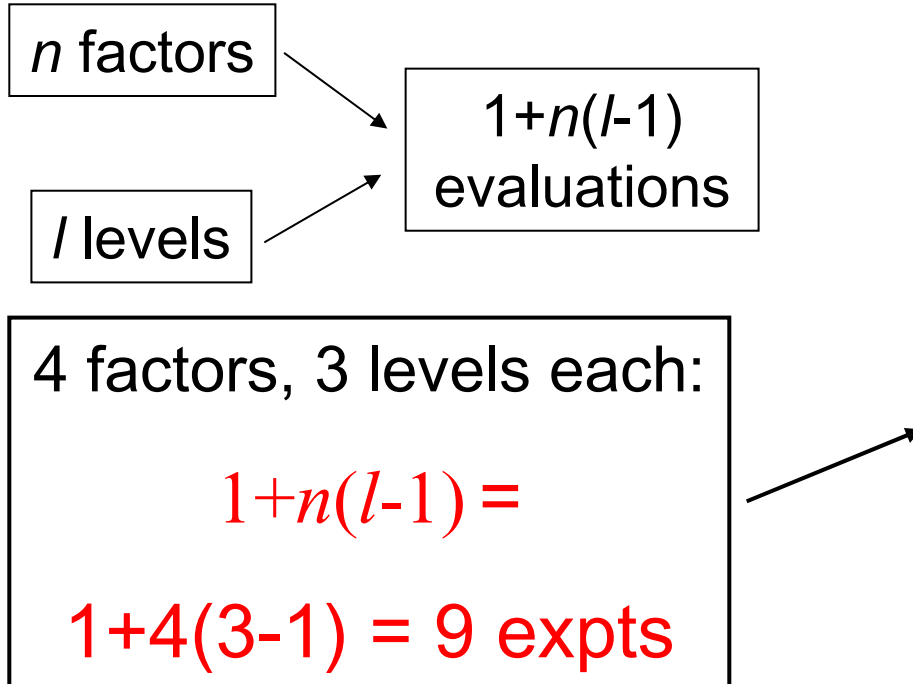 n factors
l levels
1+n(l-1)
evaluations
4 factors, 3 levels each:
1+n(l-1) =
1+4(3-1) = 9 expts